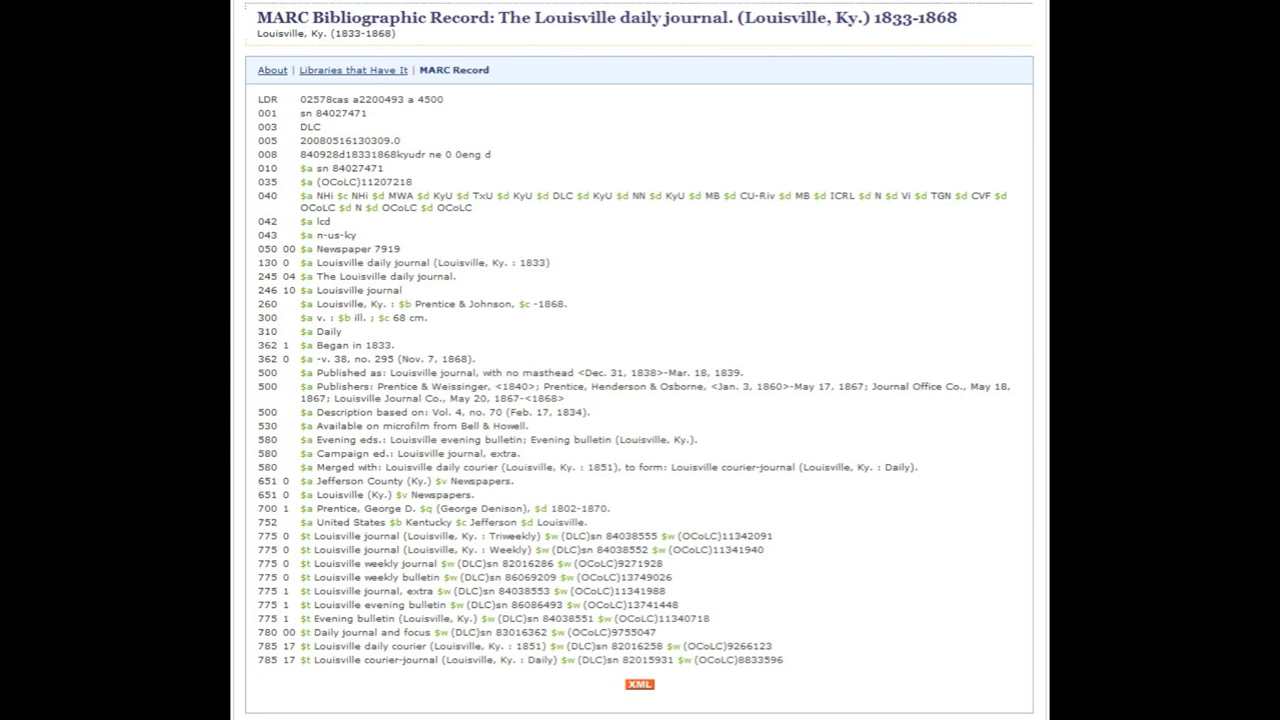 MARC Bibliographic Record: The Louisville daily journal. (Louisville, Ky.) 1833-1868
Louisville, Ky. (1833-1868)
About | Libraries that Have It | MARC Record
LDR 02578cas a2200493 a 4500
001 sn 84027471
003 DLC
005 20080516130309.0
008 840928d18331868kyudr ne 0 0eng d
010 $a sn 84027471
035 $a (OCoLC)11207218
040 $a NHi $c NHi $d MWA $d KyU $d TxU $d KyU $d DLC $d KyU $d NN $d KyU $d MB $d CU-Riv $d MB $d ICRL $d N $d Vi $d TGN $d CVF $d
OCoLC $d N $d OCoLC $d OCoLC
042 $a lcd
043 $a n-us-ky
050 00 $a Newspaper 7919
130 0 $a Louisville daily journal (Louisville, Ky. : 1833)
245 04 $a The Louisville daily journal.
246 10 $a Louisville journal
260 $a Louisville, Ky. : $b Prentice & Johnson, $c -1868.
300 $a v. : $b ill. ; $c 68 cm.
310 $a Daily
362 1 $a Began in 1833.
362 0 $a -v. 38, no. 295 (Nov. 7, 1868).
500 $a Published as: Louisville journal, with no masthead <Dec. 31, 1838>-Mar. 18, 1839.
500 $a Publishers: Prentice & Weissinger, <1840>; Prentice, Henderson & Osborne, <Jan. 3, 1860>-May 17, 1867; Journal Office Co., May 18,
1867; Louisville Journal Co., May 20, 1867-<1868>
500 $a Description based on: Vol. 4, no. 70 (Feb. 17, 1834).
530 $a Available on microfilm from Bell & Howell.
580 $a Evening eds.: Louisville evening bulletin; Evening bulletin (Louisville, Ky.).
580 $a Campaign ed.: Louisville journal, extra.
580 $a Merged with: Louisville daily courier (Louisville, Ky. : 1851), to form: Louisville courier-journal (Louisville, Ky. : Daily).
651 0 $a Jefferson County (Ky.) $v Newspapers.
651 0 $a Louisville (Ky.) $v Newspapers.
700 1 $a Prentice, George D. $q (George Denison), $d 1802-1870.
752 $a United States $b Kentucky $c Jefferson $d Louisville.
775 0 $t Louisville journal (Louisville, Ky. : Triweekly) $w (DLC)sn 84038555 $w (OCoLC)11342091
775 0 $t Louisville journal (Louisville, Ky. : Weekly) $w (DLC)sn 84038552 $w (OCoLC)11341940
775 0 $t Louisville weekly journal $w (DLC)sn 82016286 $w (OCoLC)9271928
775 0 $t Louisville weekly bulletin $w (DLC)sn 86069209 $w (OCoLC)13749026
775 1 $t Louisville journal, extra $w (DLC)sn 84038553 $w (OCoLC)11341988
775 1 $t Louisville evening bulletin $w (DLC)sn 86086493 $w (OCoLC)13741448
775 1 $t Evening bulletin (Louisville, Ky.) $w (DLC)sn 84038551 $w (OCoLC)11340718
780 00 $t Daily journal and focus $w (DLC)sn 83016362 $w (OCoLC)9755047
785 17 $t Louisville daily courier (Louisville, Ky. : 1851) $w (DLC)sn 82016258 $w (OCoLC)9266123
785 17 $t Louisville courier-journal (Louisville, Ky. : Daily) $w (DLC)sn 82015931 $w (OCoLC)8833596
XML